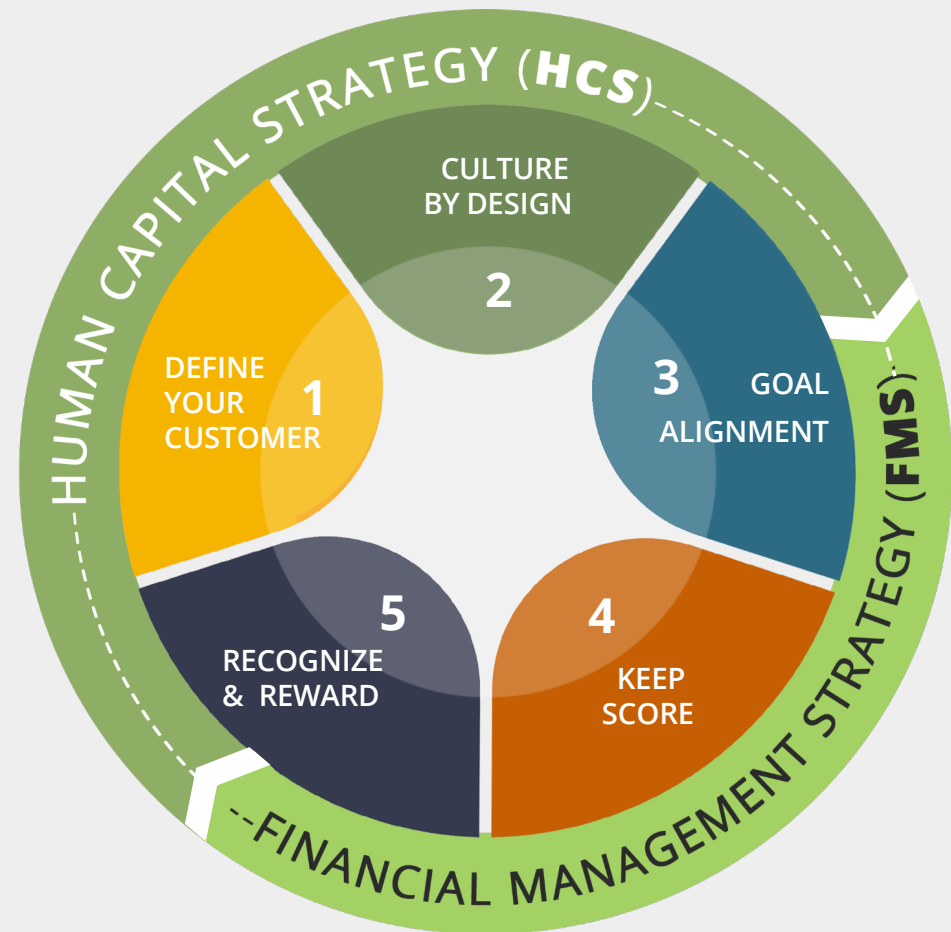 HUMAN CAPITAL STRATEGY (HCS)
CULTURE
BY DESIGN
2
DEFINE
YOUR
CUSTOMER
1
3
GOAL
ALIGNMENT
5
RECOGNIZE
& REWARD
4
KEEP
SCORE
--FINANCIAL MANAGEMENT STRATEGY (FMS)